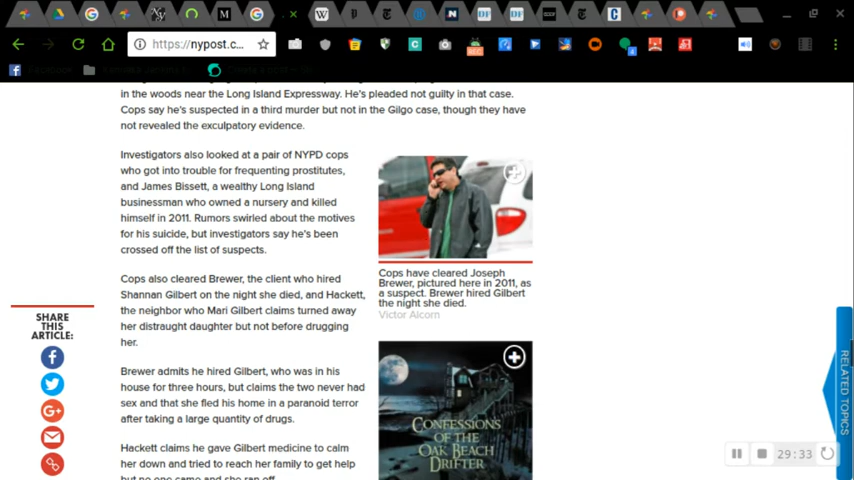 https://nypost.c...
Facebook
in the woods near the Long Island Expressway. He's pleaded not guilty in that case.
Cops say he's suspected in a third murder but not in the Gilgo case, though they have
not revealed the exculpatory evidence.
Investigators also looked at a pair of NYPD cops
who got into trouble for frequenting prostitutes,
and James Bissett, a wealthy Long Island
businessman who owned a nursery and killed
himself in 2011. Rumors swirled about the motives
for his suicide, but investigators say he's been
crossed off the list of suspects.
Cops also cleared Brewer, the client who hired
Shannan Gilbert on the night she died, and Hackett,
the neighbor who Mari Gilbert claims turned away
her distraught daughter but not before drugging
her.
Brewer admits he hired Gilbert, who was in his
house for three hours, but claims the two never had
sex and that she fled his home in a paranoid terror
after taking a large quantity of drugs.
Hackett claims he gave Gilbert medicine to calm
her down and tried to reach her family to get help
but no one came and she ran off
Cops have cleared Joseph
Brewer, pictured here in 2011, as
a suspect. Brewer hired Gilbert
the night she died.
Victor Alcorn
CONFESSIONS
OF THE
OAK BEACH
DRIFTER
SHARE
THIS
ARTICLE:
RELATED TOPICS
29:33